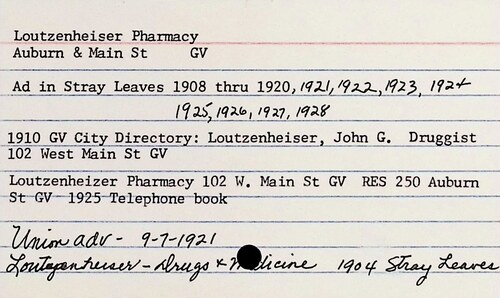 Loutzenheiser Pharmacy
Auburn & Main St GV
Ad in Stray Leaves 1908 thru 1920, 1921, 1922, 1923, 1924
1925, 1926, 1927, 1928
1910 GV City Directory: Loutzenheiser, John G. Druggist
102 West Main St GV
Loutzenheizer Pharmacy 102 W. Main St GV RES 250 Auburn
St GV 1925 Telephone book
Union adv - 9-7-1921
Loutzenheiser - Drugs & Medicine 1904 Stray Leaves